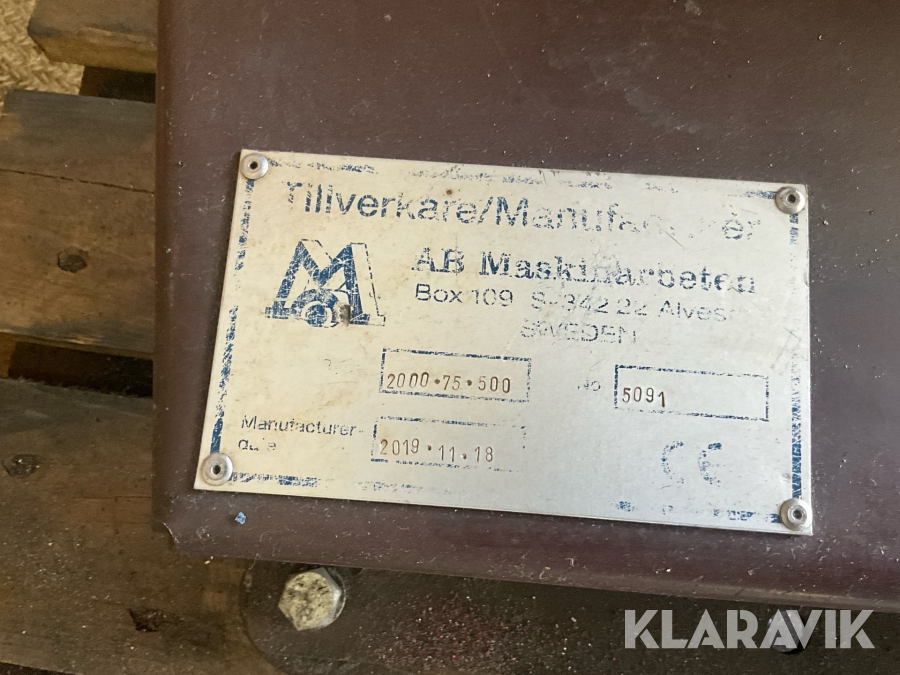 Tillverkare/Manufacturer
MA
AB Maskinarbeten
Box 109 S-342 22 Alvesta
SWEDEN
2000·75·500
No
5091
Manufacturer-
date
2019·11·18
CE
KLARAVIK